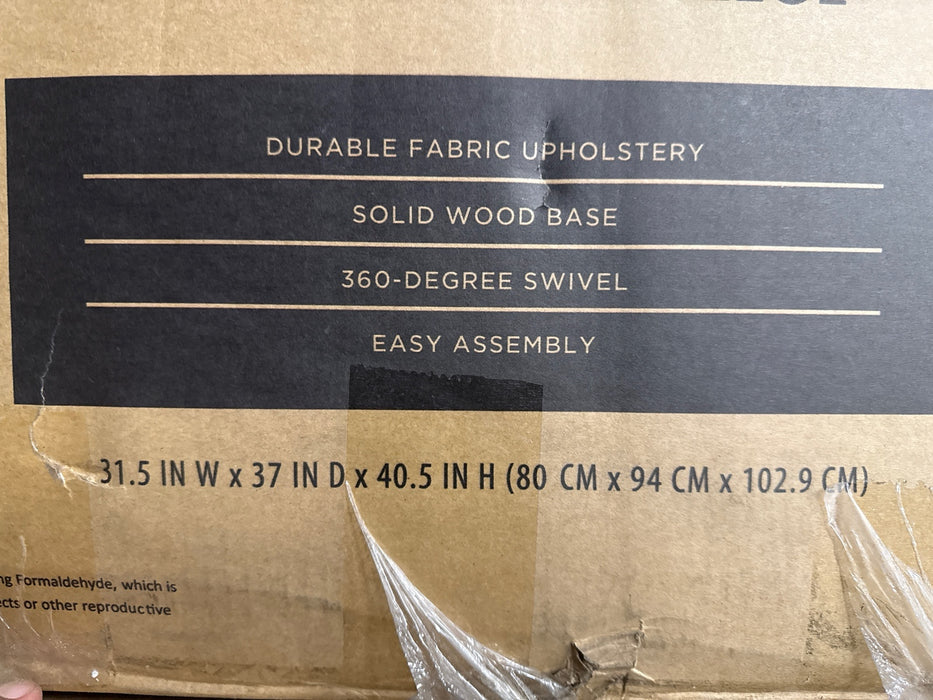 DURABLE FABRIC UPHOLSTERY
SOLID WOOD BASE
360-DEGREE SWIVEL
EASY ASSEMBLY
31.5 IN W x 37 IN D x 40.5 IN H (80 CM x 94 CM x 102.9 CM)
Formaldehyde, which is
or other reproductive